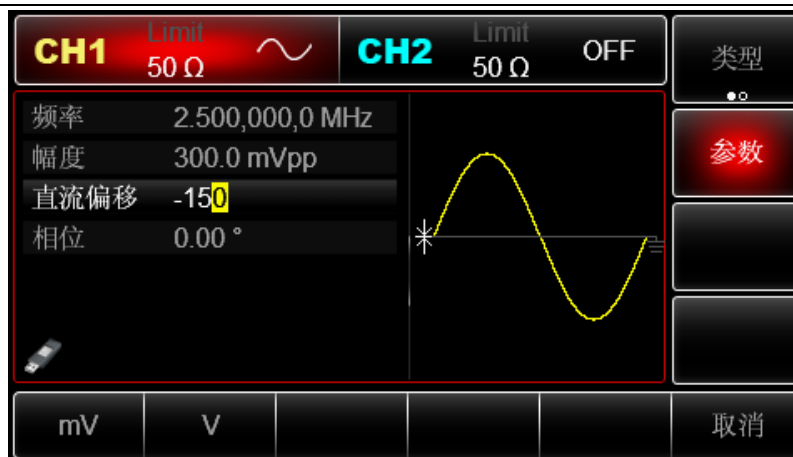 CH1 Limit 50 Ω CH2 Limit 50 Ω OFF
类型
频率 2.500,000,0 MHz
幅度 300.0 mVpp
参数
直流偏移 -150
相位 0.00 °
mV V 取消